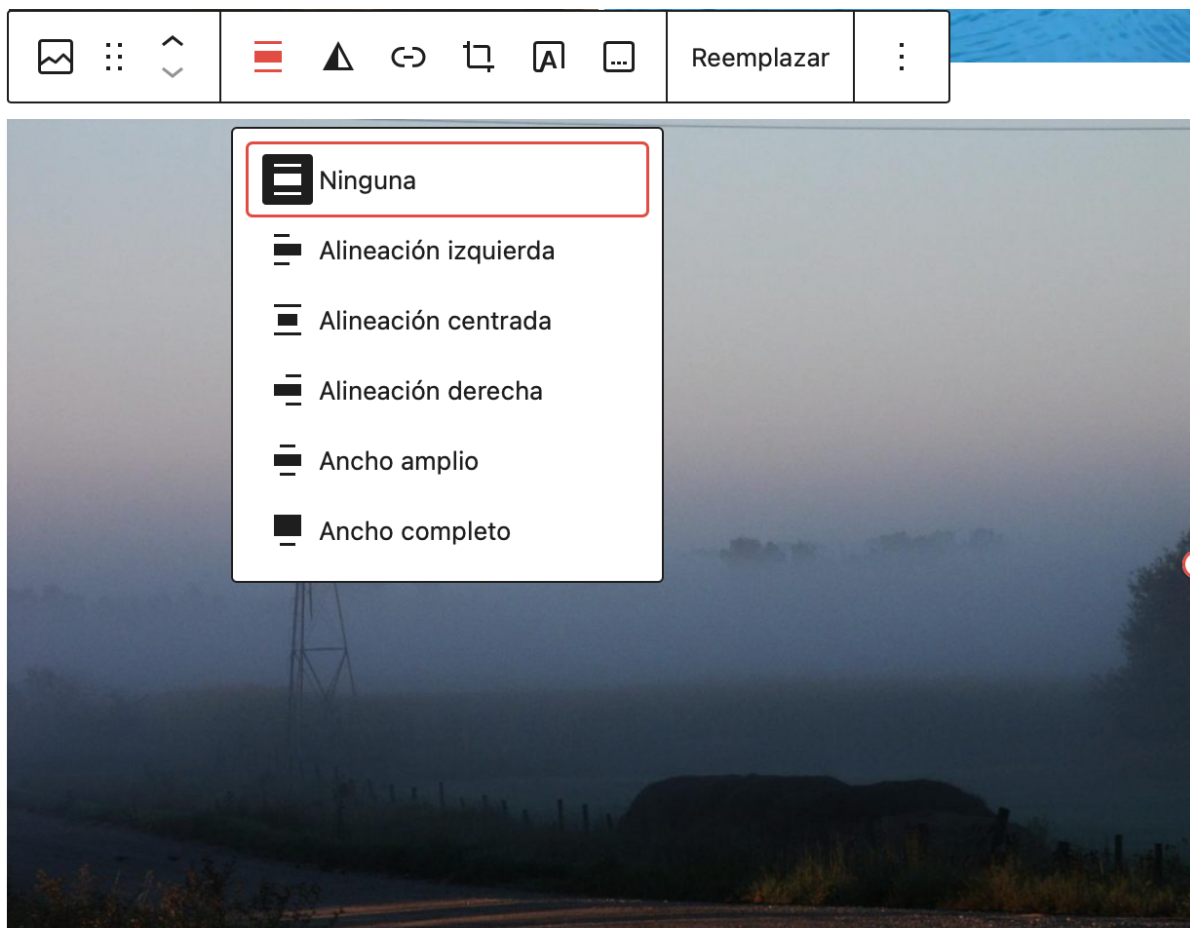 Reemplazar
Ninguna
Alineación izquierda
Alineación centrada
Alineación derecha
Ancho amplio
Ancho completo